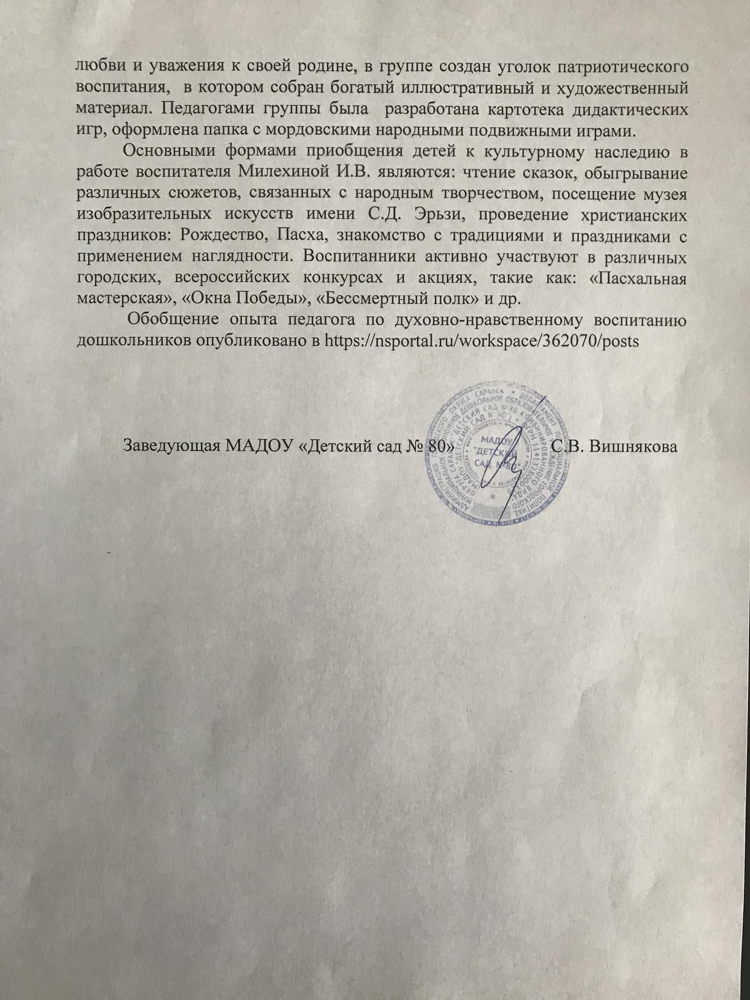 любви и уважения к своей родине, в группе создан уголок патриотического
воспитания, в котором собран богатый иллюстративный и художественный
материал. Педагогами группы была разработана картотека дидактических
игр, оформлена папка с мордовскими народными подвижными играми.
Основными формами приобщения детей к культурному наследию в
работе воспитателя Милехиной И.В. являются: чтение сказок, обыгрывание
различных сюжетов, связанных с народным творчеством, посещение музея
изобразительных искусств имени С.Д. Эрьзи, проведение христианских
праздников: Рождество, Пасха, знакомство с традициями и праздниками с
применением наглядности. Воспитанники активно участвуют в различных
городских, всероссийских конкурсах и акциях, такие как: «Пасхальная
мастерская», «Окна Победы», «Бессмертный полк» и др.
Обобщение опыта педагога по духовно-нравственному воспитанию
дошкольников опубликовано в https://nsportal.ru/workspace/362070/posts
Заведующая МАДОУ «Детский сад № 80» С.В. Вишнякова
МАДОУ
"ДЕТСКИЙ
САД №80"